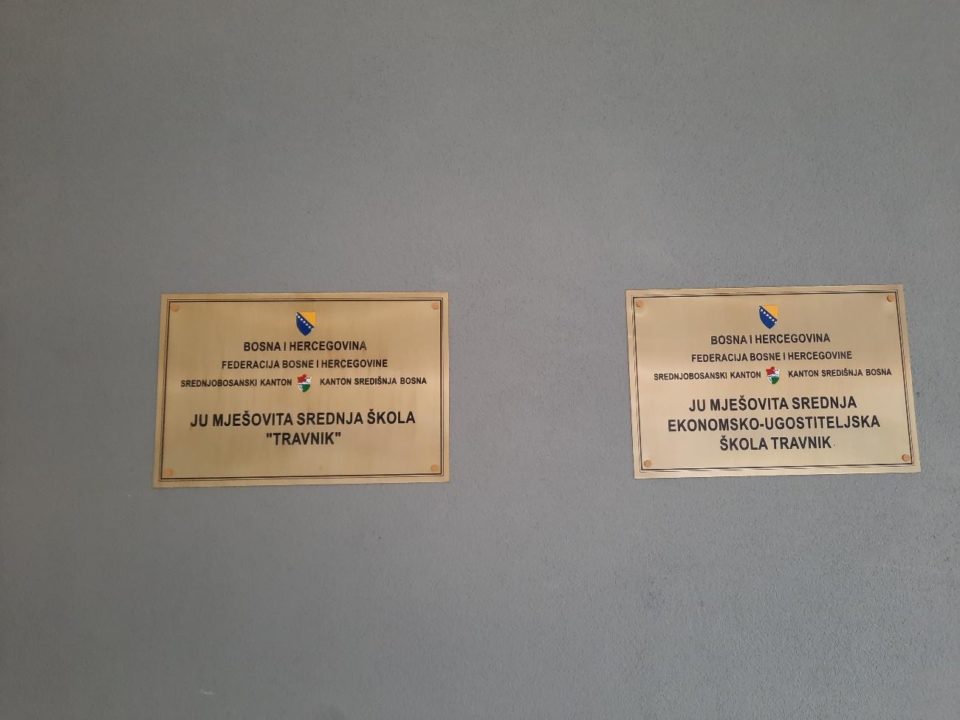 BOSNA I HERCEGOVINA
FEDERACIJA BOSNE I HERCEGOVINE
SREDNJOBOSANSKI KANTON KANTON SREDIŠNJA BOSNA
JU MJEŠOVITA SREDNJA ŠKOLA
"TRAVNIK"
BOSNA I HERCEGOVINA
FEDERACIJA BOSNE I HERCEGOVINE
SREDNJOBOSANSKI KANTON KANTON SREDIŠNJA BOSNA
JU MJEŠOVITA SREDNJA
EKONOMSKO-UGOSTITELJSKA
ŠKOLA TRAVNIK